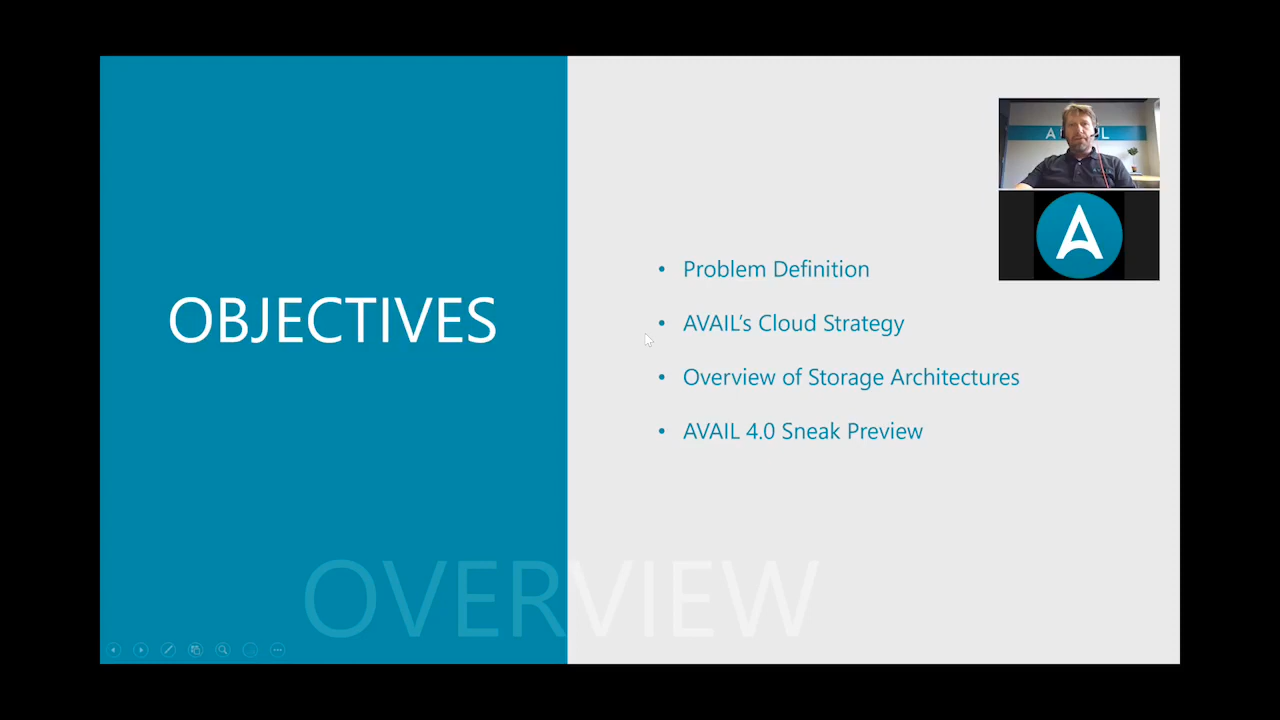 OBJECTIVES
• Problem Definition
• AVAIL's Cloud Strategy
• Overview of Storage Architectures
• AVAIL 4.0 Sneak Preview
OVERVIEW
A